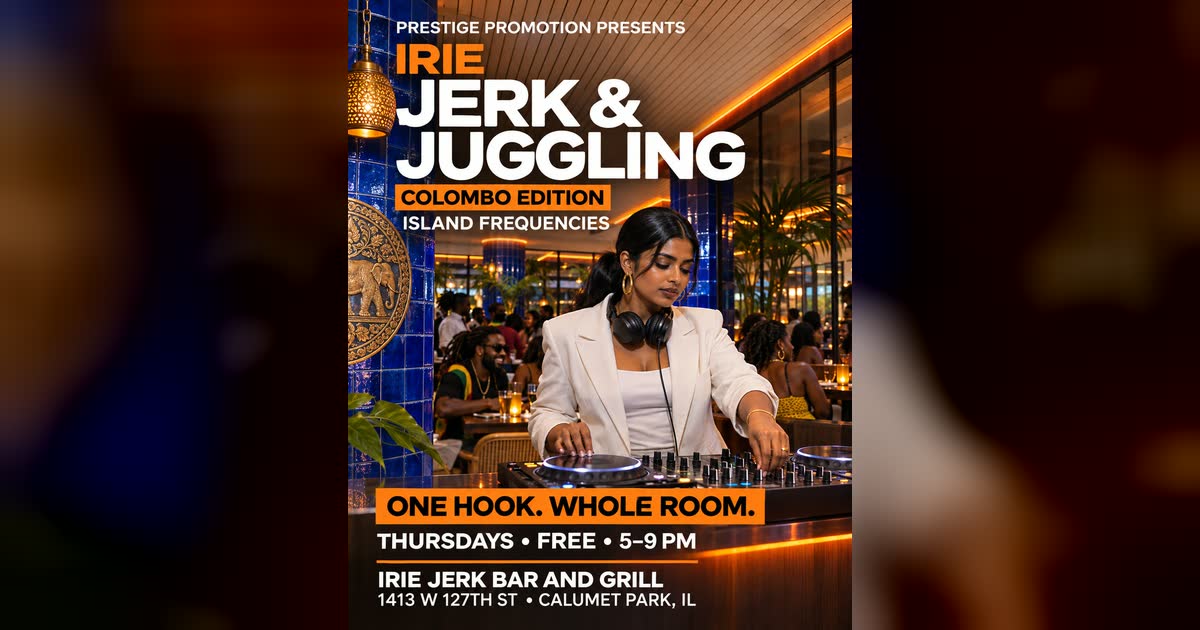 PRESTIGE PROMOTION PRESENTS
IRIE
JERK &
JUGGLING
COLOMBO EDITION
ISLAND FREQUENCIES
ONE HOOK. WHOLE ROOM.
THURSDAYS • FREE • 5–9 PM
IRIE JERK BAR AND GRILL
1413 W 127TH ST • CALUMET PARK, IL